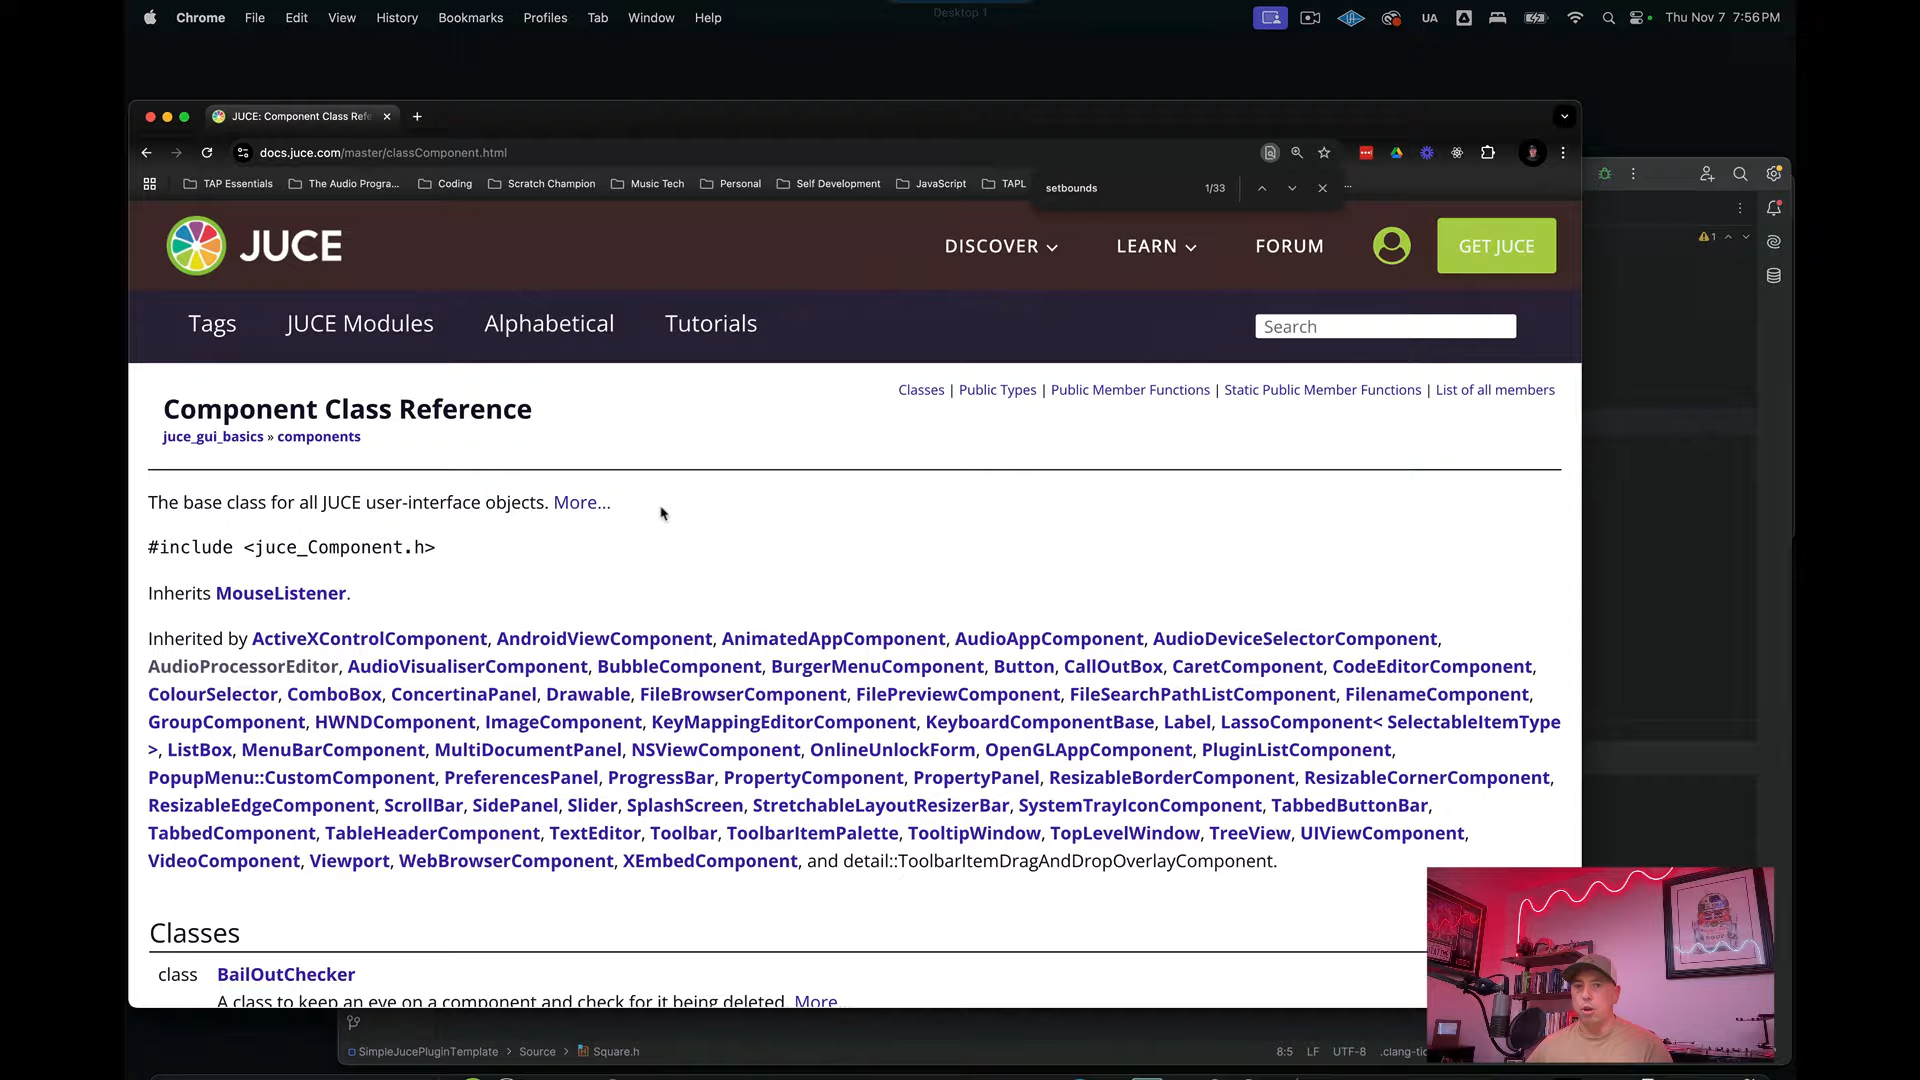 Chrome File Edit View History Bookmarks Profiles Tab Window Help
Desktop 1
UA
Thu Nov 7 7:56 PM
JUCE: Component Class Refe
docs.juce.com/master/classComponent.html
TAP Essentials The Audio Progra... Coding Scratch Champion Music Tech Personal Self Development JavaScript TAPL
setbounds 1/33
JUCE
DISCOVER LEARN FORUM GET JUCE
Tags JUCE Modules Alphabetical Tutorials
Search
Classes | Public Types | Public Member Functions | Static Public Member Functions | List of all members
Component Class Reference
juce_gui_basics » components
The base class for all JUCE user-interface objects. More...
#include <juce_Component.h>
Inherits MouseListener.
Inherited by ActiveXControlComponent, AndroidViewComponent, AnimatedAppComponent, AudioAppComponent, AudioDeviceSelectorComponent,
AudioProcessorEditor, AudioVisualiserComponent, BubbleComponent, BurgerMenuComponent, Button, CallOutBox, CaretComponent, CodeEditorComponent,
ColourSelector, ComboBox, ConcertinaPanel, Drawable, FileBrowserComponent, FilePreviewComponent, FileSearchPathListComponent, FilenameComponent,
GroupComponent, HWNDComponent, ImageComponent, KeyMappingEditorComponent, KeyboardComponentBase, Label, LassoComponent< SelectableItemType
>, ListBox, MenuBarComponent, MultiDocumentPanel, NSViewComponent, OnlineUnlockForm, OpenGLAppComponent, PluginListComponent,
PopupMenu::CustomComponent, PreferencesPanel, ProgressBar, PropertyComponent, PropertyPanel, ResizableBorderComponent, ResizableCornerComponent,
ResizableEdgeComponent, ScrollBar, SidePanel, Slider, SplashScreen, StretchableLayoutResizerBar, SystemTrayIconComponent, TabbedButtonBar,
TabbedComponent, TableHeaderComponent, TextEditor, Toolbar, ToolbarItemPalette, TooltipWindow, TopLevelWindow, TreeView, UIViewComponent,
VideoComponent, Viewport, WebBrowserComponent, XEmbedComponent, and detail::ToolbarItemDragAndDropOverlayComponent.
Classes
class BailOutChecker
A class to keep an eye on a component and check for it being deleted. More...
1
SimpleJucePluginTemplate > Source > Square.h
8:5 LF UTF-8 .clang-tid